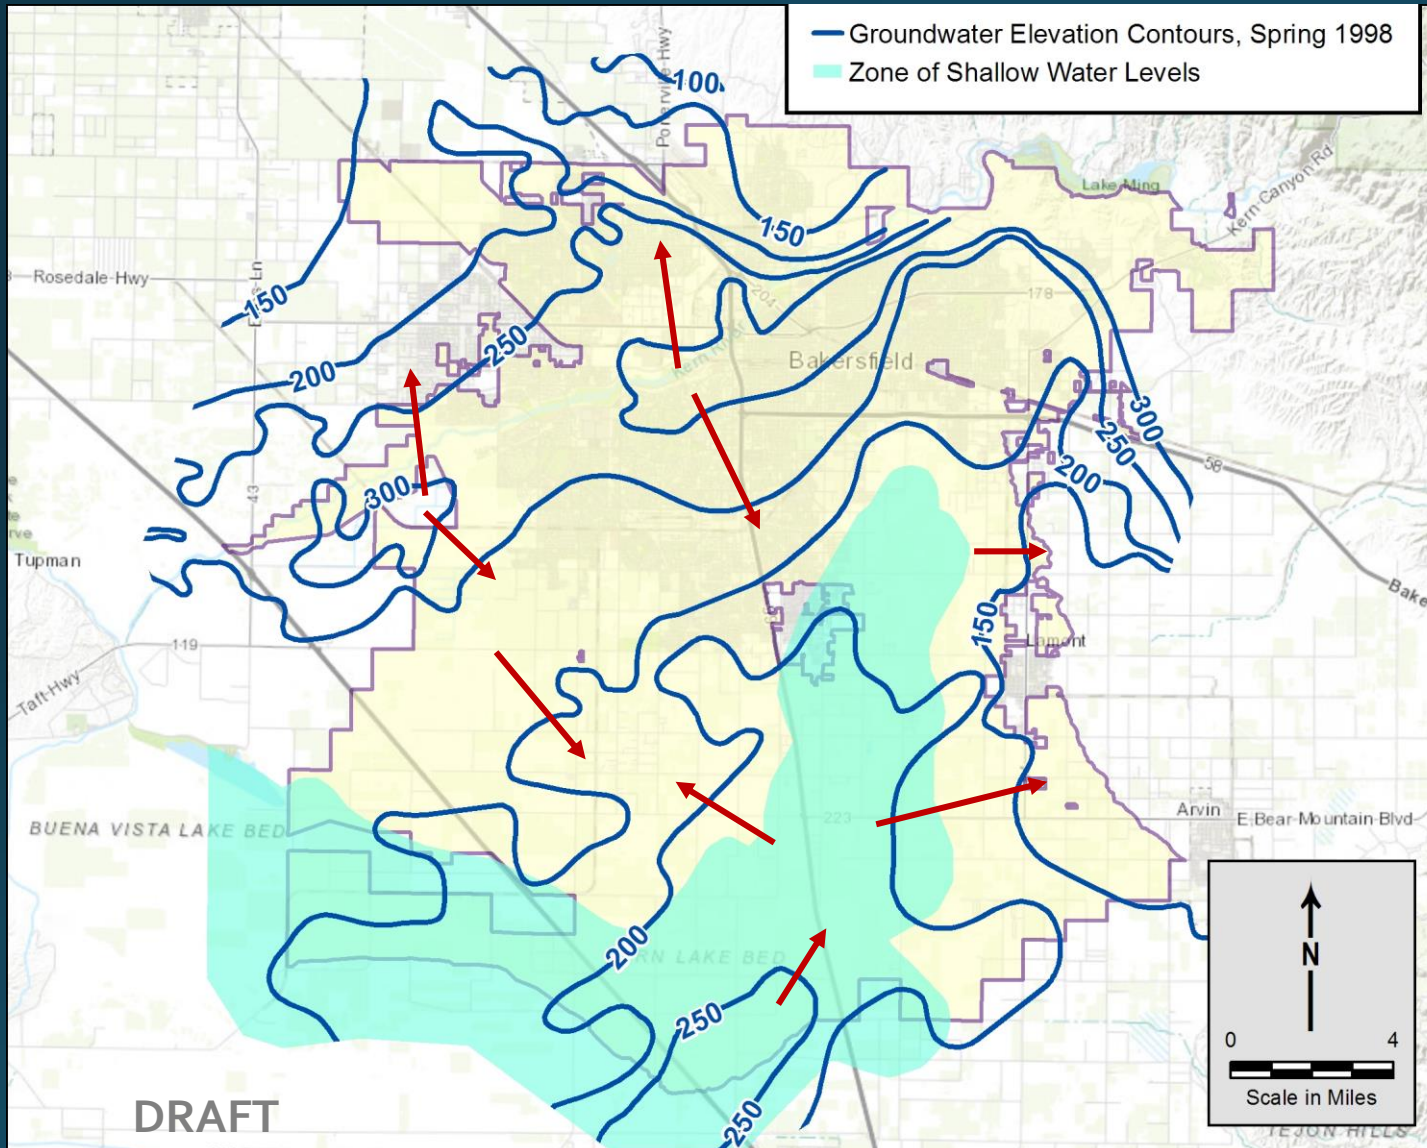 Groundwater Elevation Contours, Spring 1998
Zone of Shallow Water Levels
100
Porterville Hwy
150
Lake Ming
Kern Canyon Rd
Rosedale Hwy
150
204
178
250
Kern River
Bakersfield
200
300
250
58
200
300
43
Tupman
99
150
Lamont
119
Taft Hwy
223
Arvin
E Bear Mountain Blvd
BUENA VISTA LAKE BED
200
RN LAKE BED
250
250
N
0 4
Scale in Miles
DRAFT
TEJON HILLS